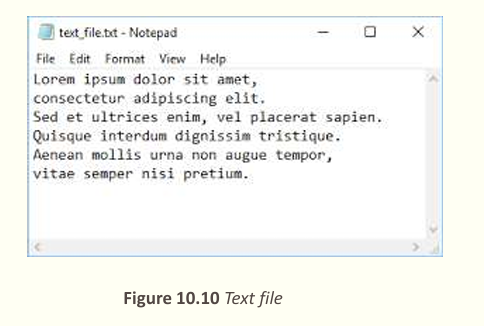 text_file.txt - Notepad
File Edit Format View Help
Lorem ipsum dolor sit amet,
consectetur adipiscing elit.
Sed et ultrices enim, vel placerat sapien.
Quisque interdum dignissim tristique.
Aenean mollis urna non augue tempor,
vitae semper nisi pretium.
Figure 10.10 Text file